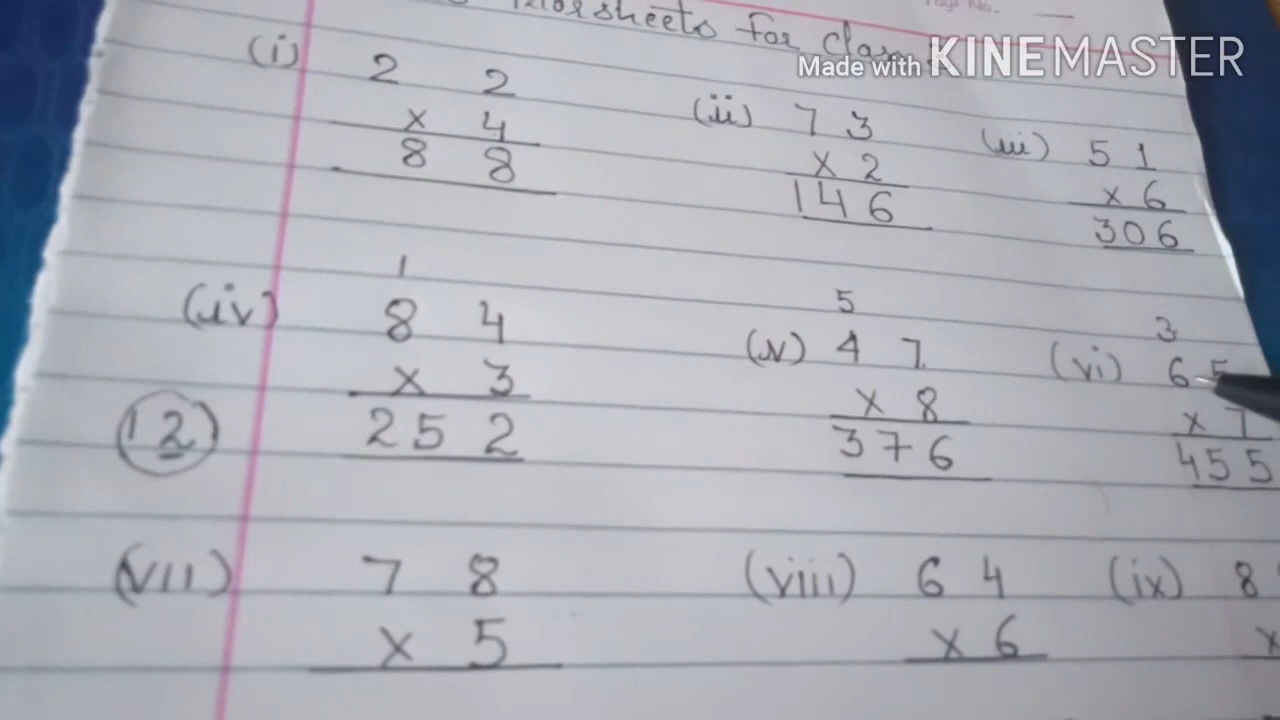 Worksheets For Class
Made with KINEMASTER
(i) 2 2
x 4
8 8
(ii) 7 3
x 2
1 4 6
(iii) 5 1
x 6
3 0 6
(iv) 1
8 4
x 3
2 5 2
(12)
(v) 5
4 7
x 8
3 7 6
(vi) 3
6 5
x 7
4 5 5
(vii) 7 8
x 5
(viii) 6 4
x 6
(ix) 8
x